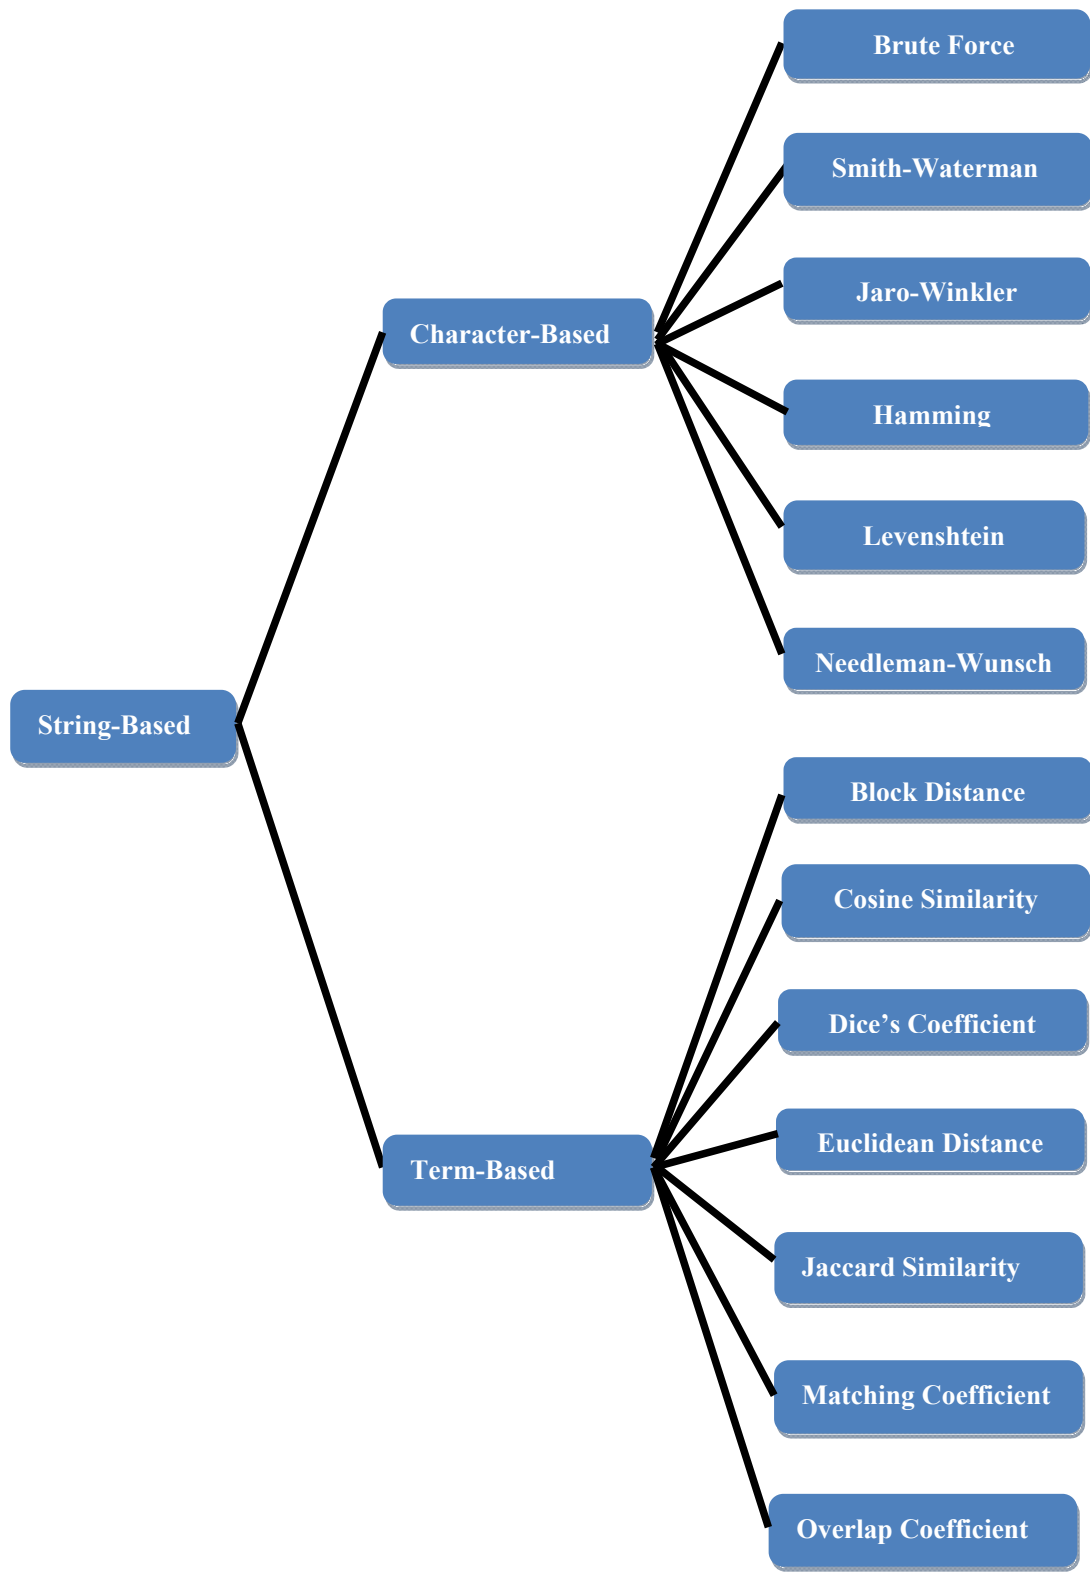 Brute Force
Smith-Waterman
Jaro-Winkler
Character-Based
Hamming
Levenshtein
Needleman-Wunsch
String-Based
Block Distance
Cosine Similarity
Dice’s Coefficient
Euclidean Distance
Term-Based
Jaccard Similarity
Matching Coefficient
Overlap Coefficient